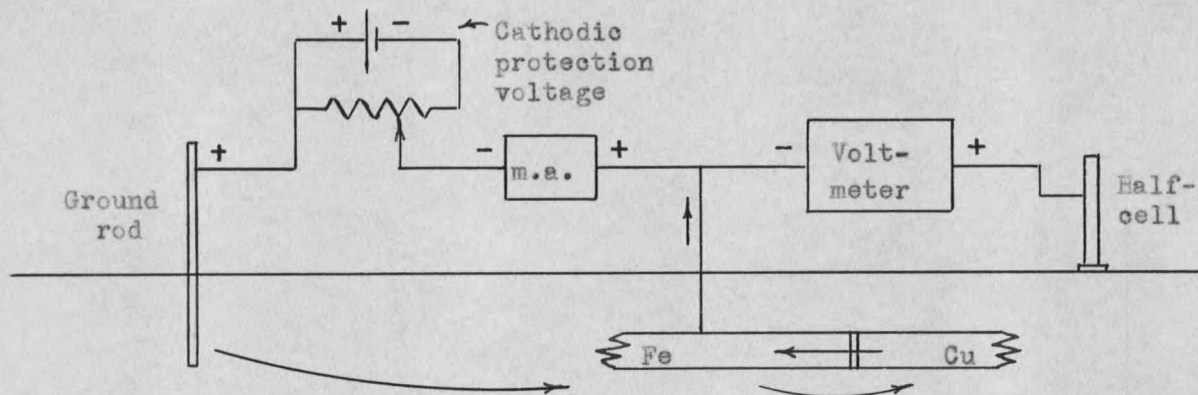 + -
Cathodic
protection
voltage
+
- m.a. +
- Volt- +
meter
Half-
cell
Ground
rod
Fe Cu